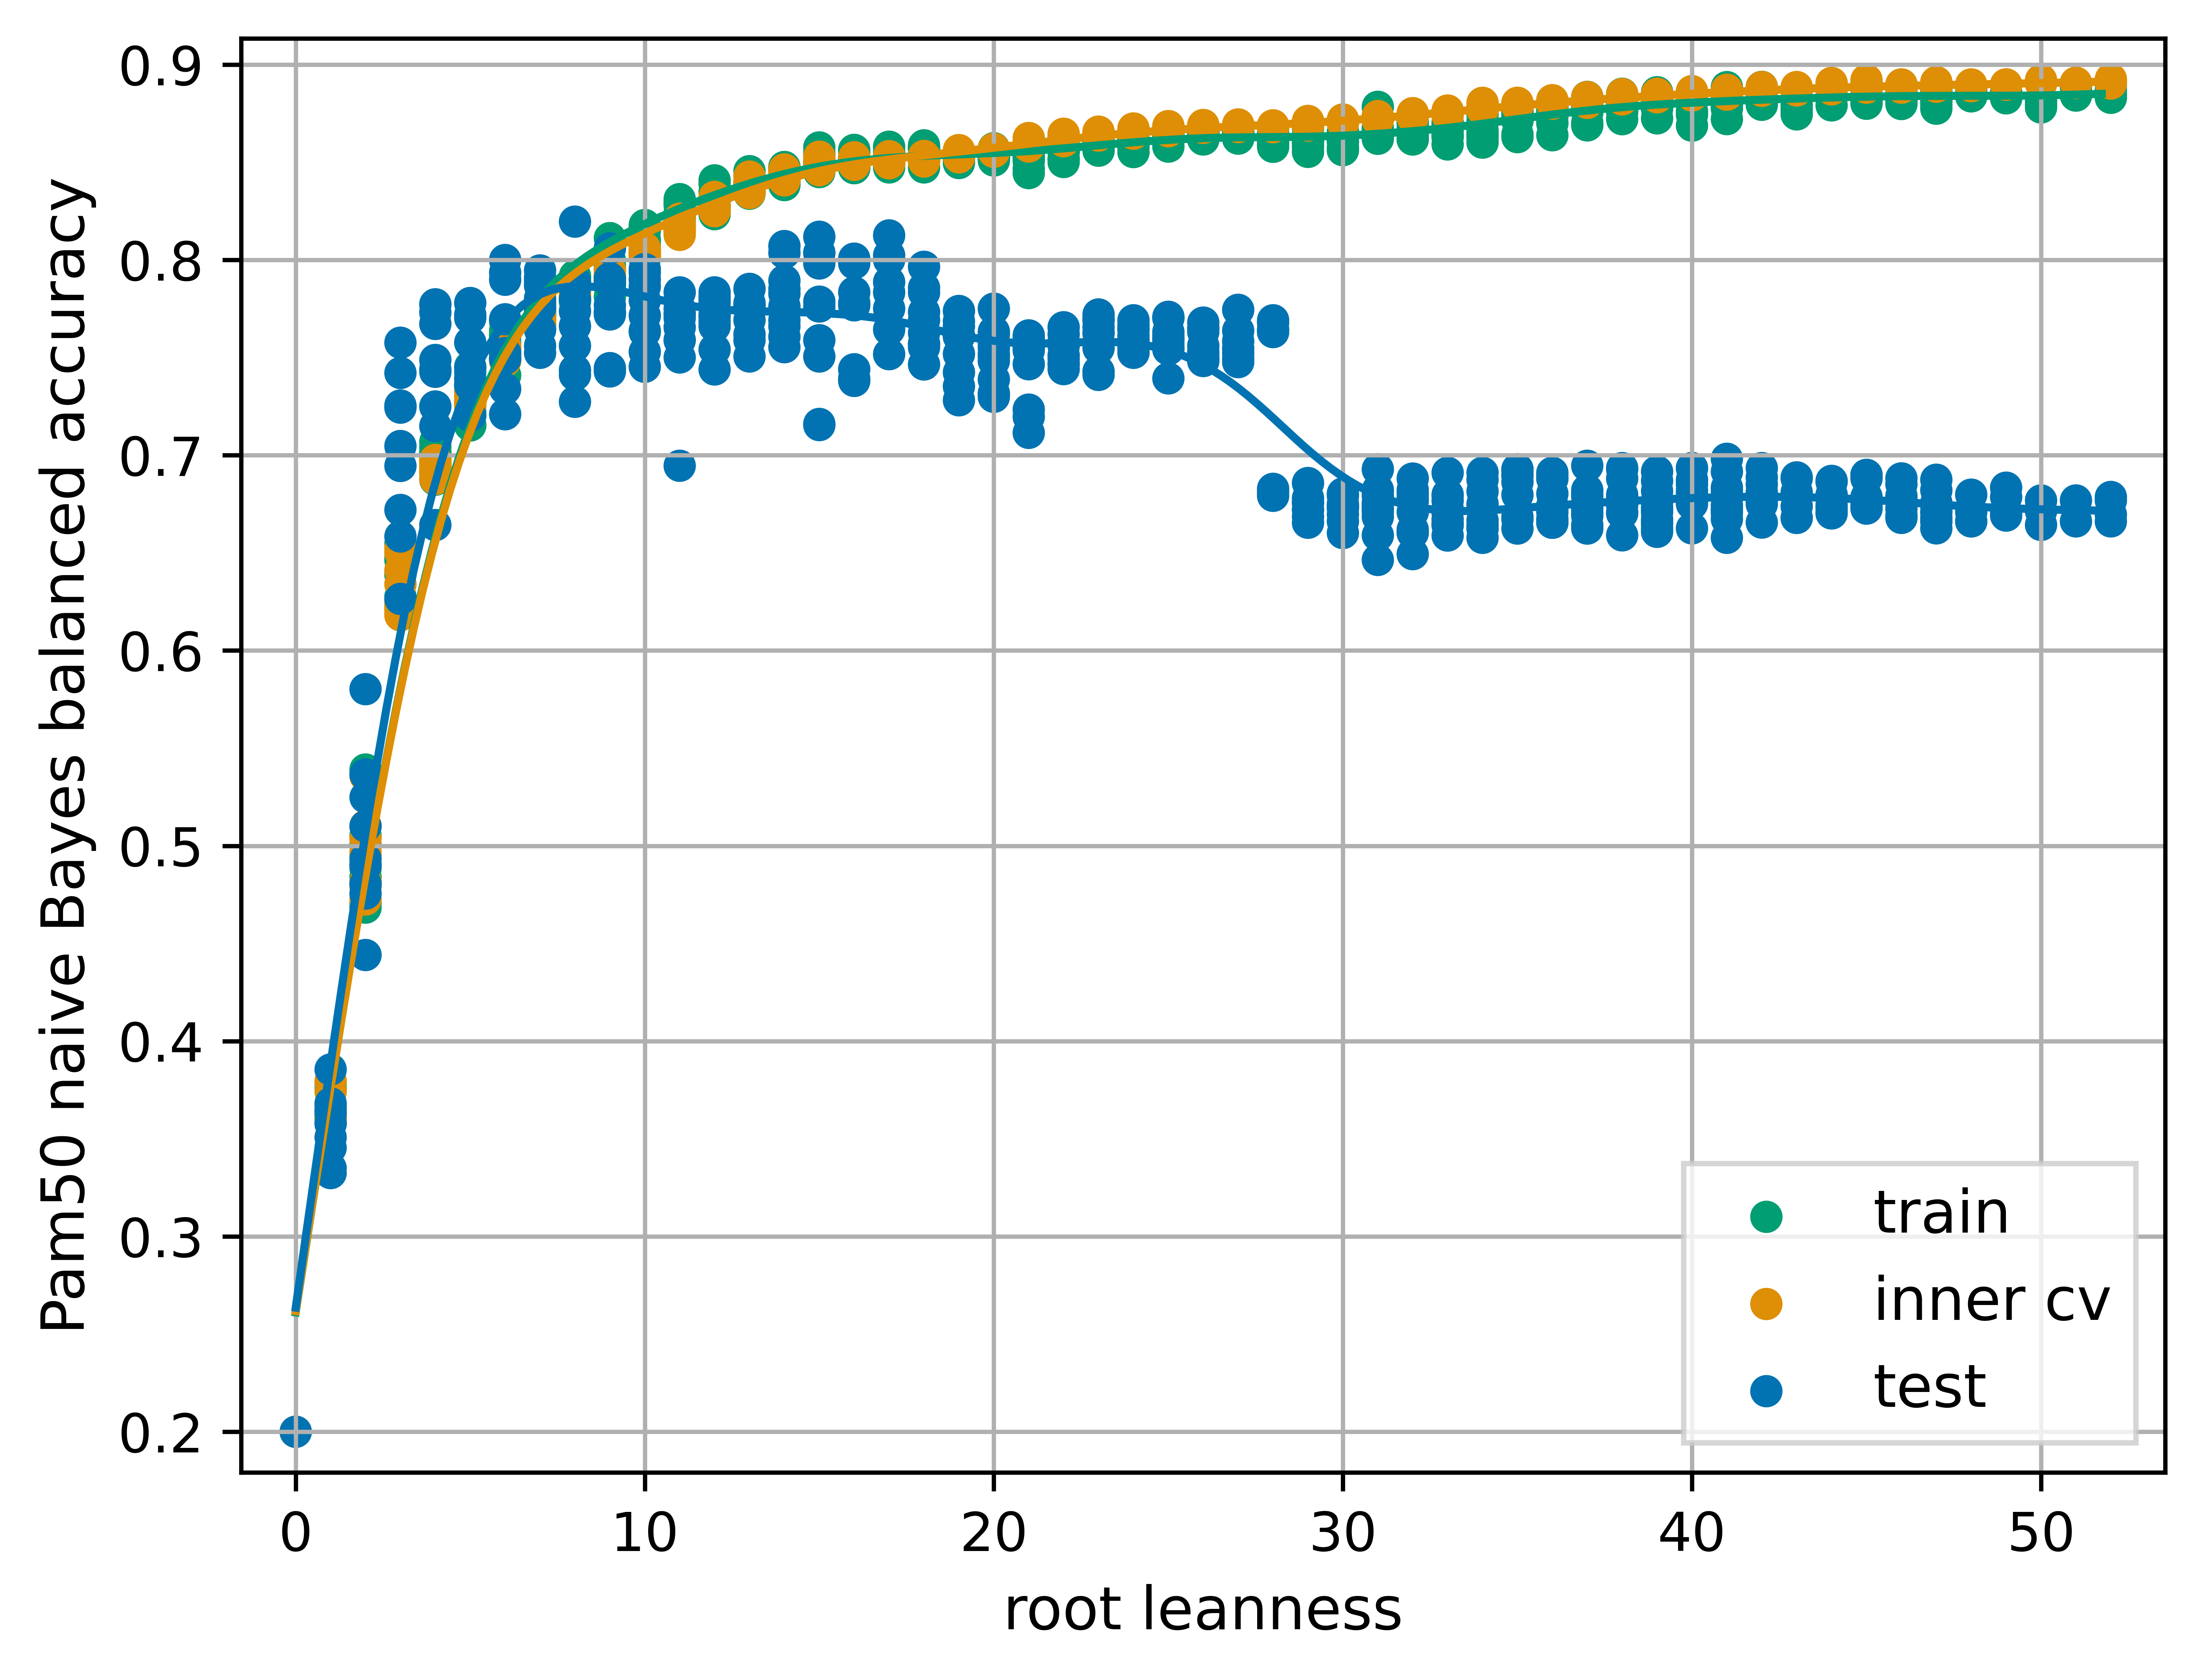 0.9
0.8
0.7
0.6
0.5
0.4
0.3
0.2
Pam50 naive Bayes balanced accuracy
train
inner cv
test
0 10 20 30 40 50
root leanness